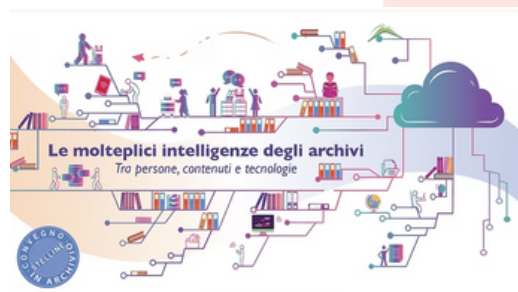 Le molteplici intelligenze degli archivi
Tra persone, contenuti e tecnologie
CONVEGNO
STELLINE
IN ARCHIVIO